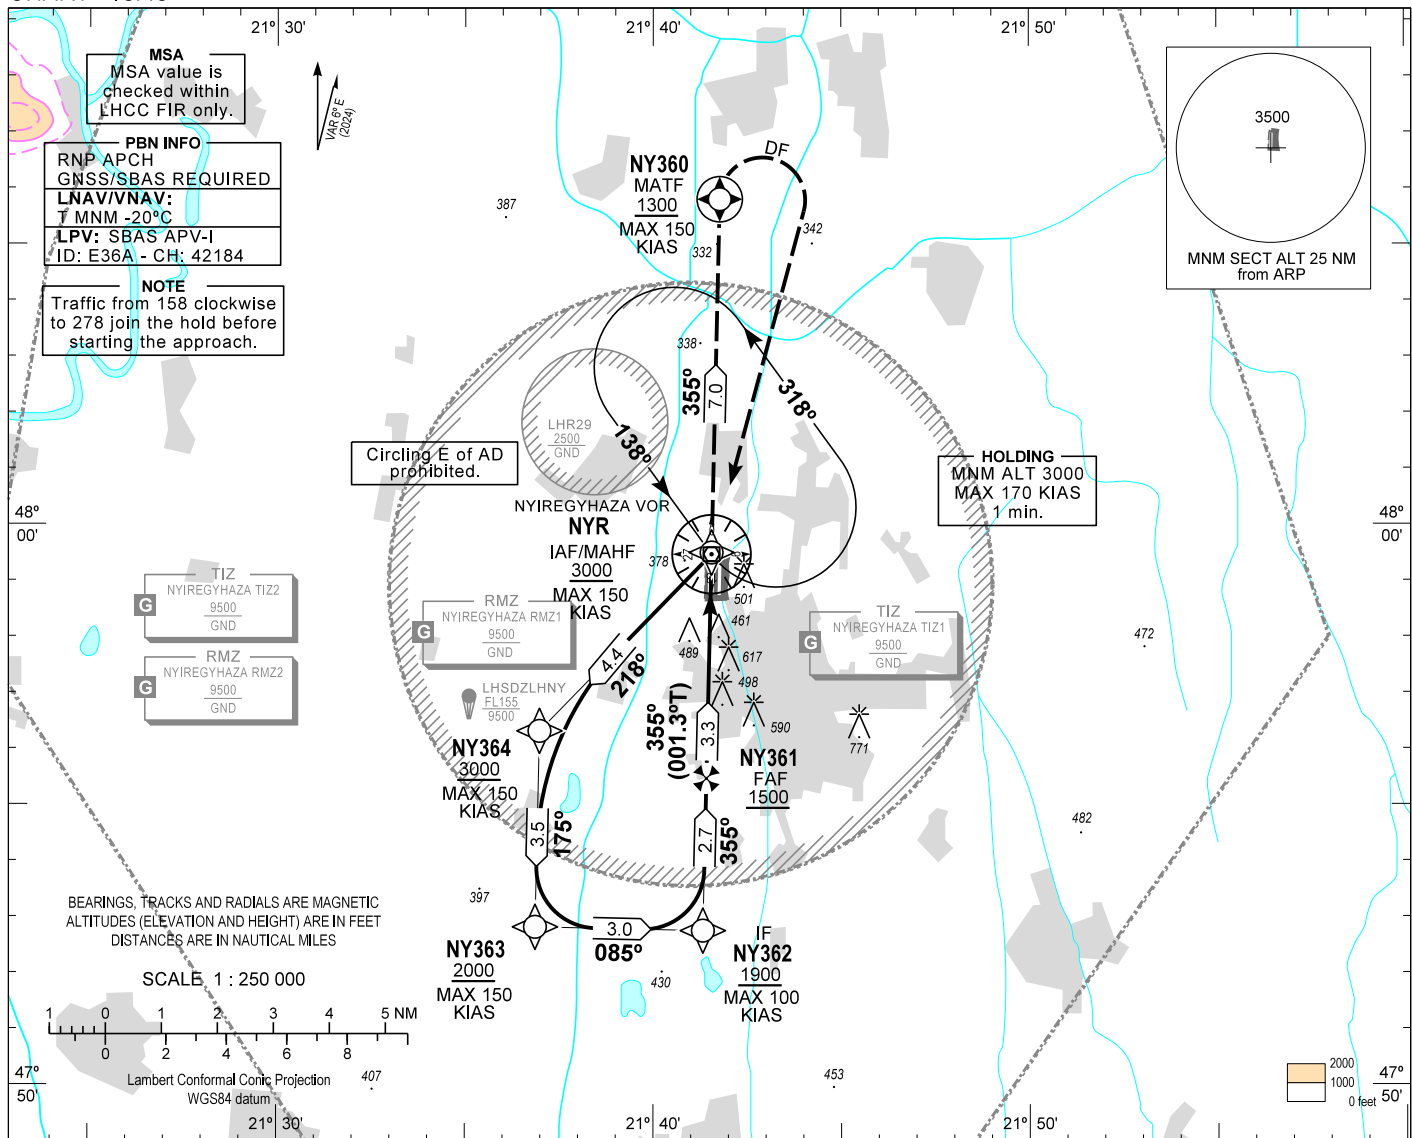 21° 30'
21° 40'
21° 50'
MSA
MSA value is
checked within
LHCC FIR only.
VAR 6° E
(2024)
PBN INFO
RNP APCH
GNSS/SBAS REQUIRED
LNAV/VNAV:
T MNM -20°C
LPV: SBAS APV-I
ID: E36A - CH: 42184
NOTE
Traffic from 158 clockwise
to 278 join the hold before
starting the approach.
3500
MNM SECT ALT 25 NM
from ARP
DF
NY360
MATF
1300
MAX 150
KIAS
387
332
342
338
355°
7.0
318°
138°
LHR29
2500
GND
Circling E of AD
prohibited.
HOLDING
MNM ALT 3000
MAX 170 KIAS
1 min.
NYIREGYHAZA VOR
NYR
IAF/MAHF
3000
MAX 150
KIAS
378
27
48°
00'
48°
00'
TIZ
NYIREGYHAZA TIZ2
9500
GND
G
RMZ
NYIREGYHAZA RMZ2
9500
GND
G
RMZ
NYIREGYHAZA RMZ1
9500
GND
G
TIZ
NYIREGYHAZA TIZ1
9500
GND
G
501
461
489
617
498
590
771
472
482
4.4
218°
LHSDZLHNY
FL155
9500
NY364
3000
MAX 150
KIAS
355°
(001.3°T)
3.3
NY361
FAF
1500
3.5
175°
2.7
355°
397
NY363
2000
MAX 150
KIAS
3.0
085°
IF
NY362
1900
MAX 100
KIAS
430
453
407
BEARINGS, TRACKS AND RADIALS ARE MAGNETIC
ALTITUDES (ELEVATION AND HEIGHT) ARE IN FEET
DISTANCES ARE IN NAUTICAL MILES
SCALE 1 : 250 000
1 0 1 2 3 4 5 NM
0 2 4 6 8
Lambert Conformal Conic Projection
WGS84 datum
2000
1000
0 feet
47°
50'
47°
50'
21° 30'
21° 40'
21° 50'